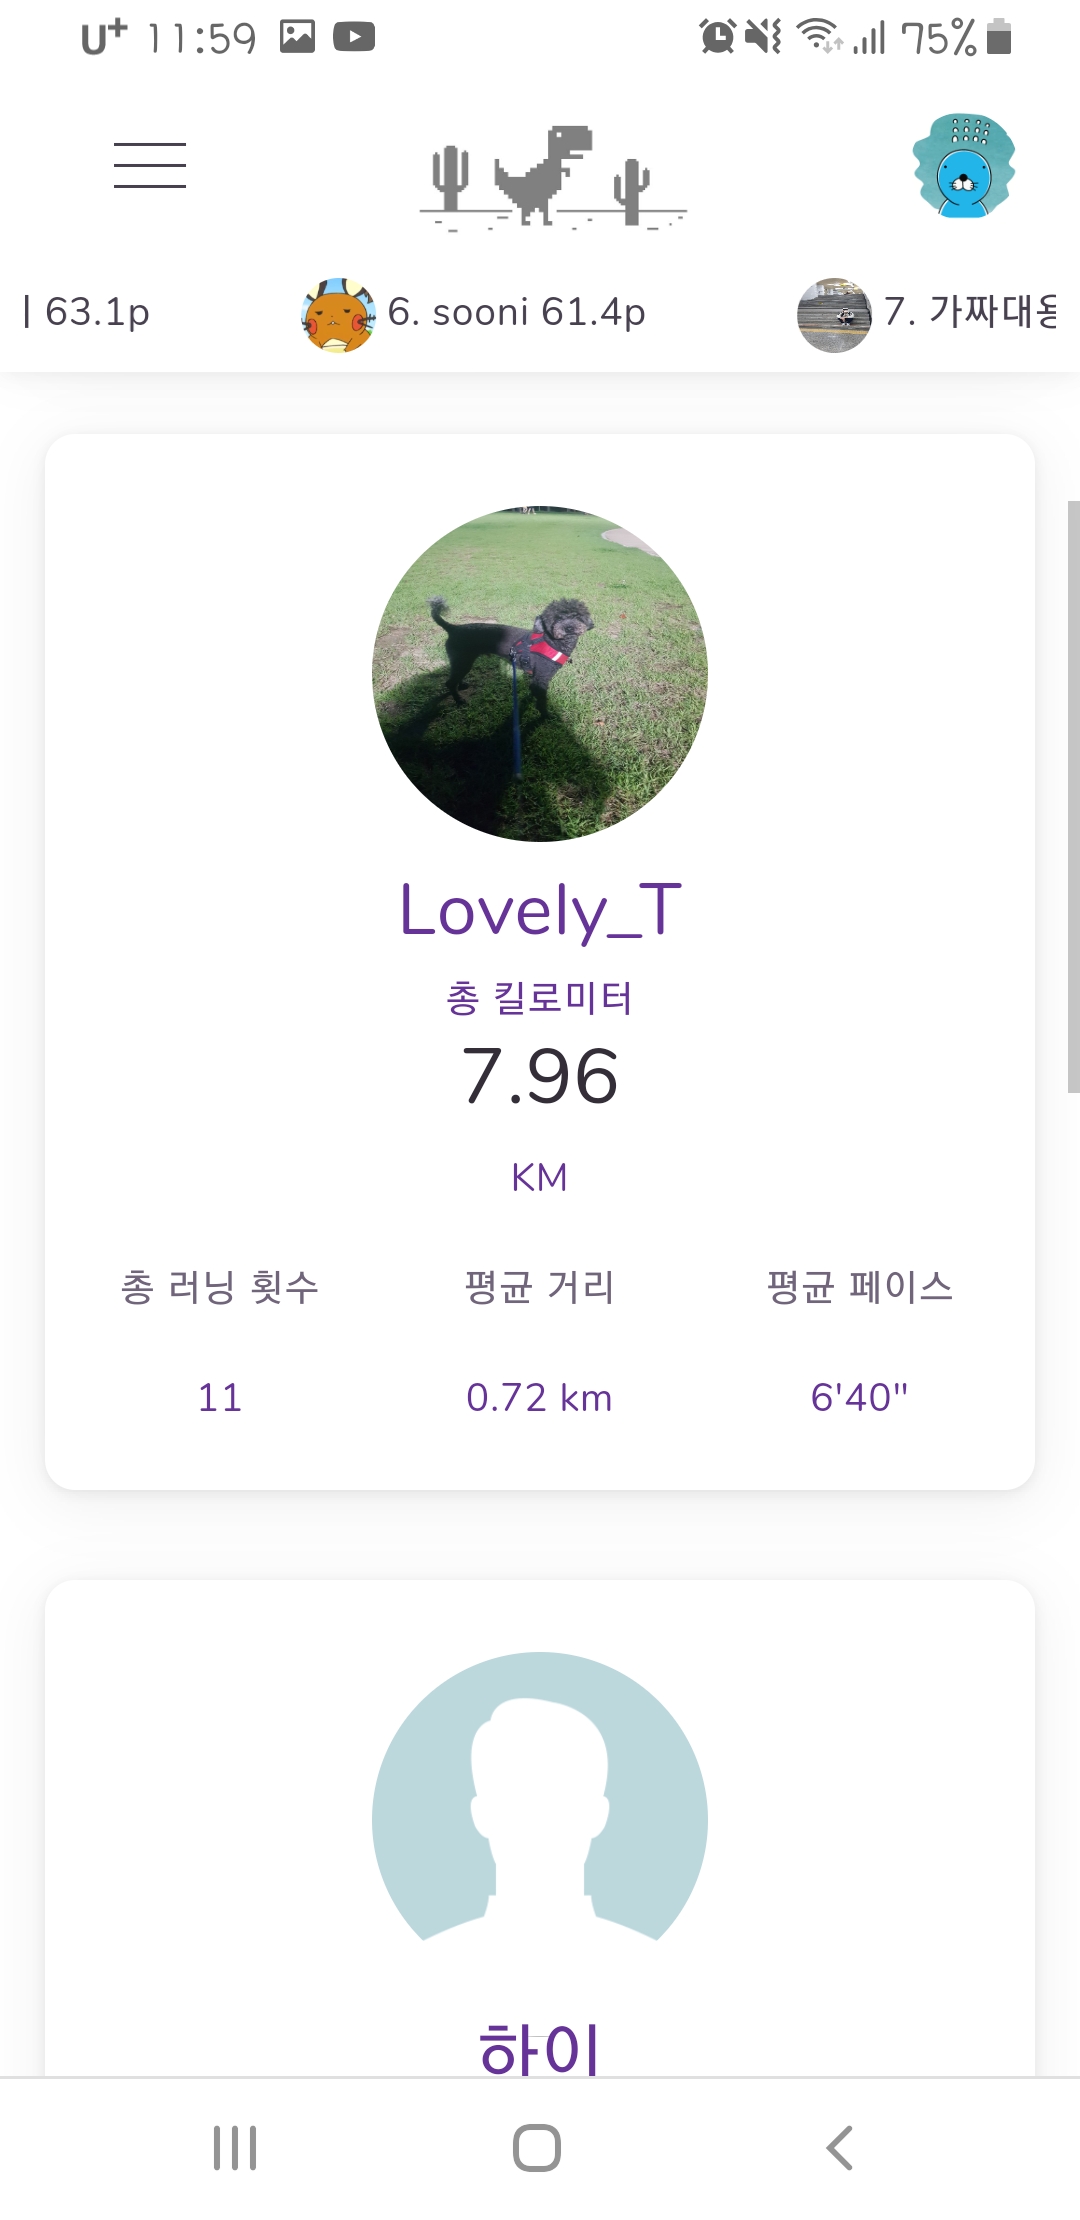 U+ 11:59 75%
63.1p 6. sooni 61.4p 7. 가짜대
Lovely_T
총 킬로미터
7.96
KM
총 러닝 횟수 평균 거리 평균 페이스
11 0.72 km 6'40"
하이